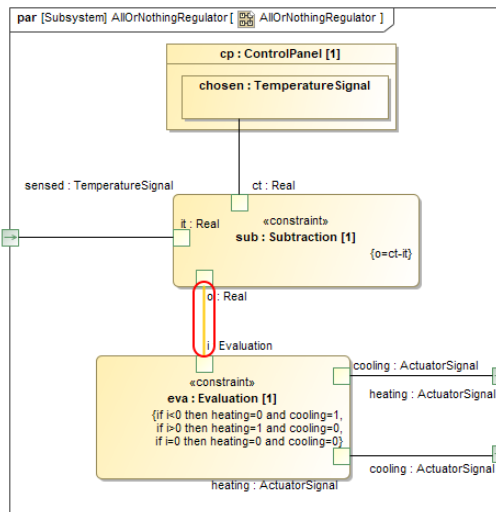 par [Subsystem] AllOrNothingRegulator [ AllOrNothingRegulator ]
cp : ControlPanel [1]
chosen : TemperatureSignal
sensed : TemperatureSignal
ct : Real
it : Real
«constraint»
sub : Subtraction [1]
{o=ct-it}
o : Real
i : Evaluation
cooling : ActuatorSignal
«constraint»
heating : ActuatorSignal
eva : Evaluation [1]
{if i<0 then heating=0 and cooling=1,
if i>0 then heating=1 and cooling=0,
if i=0 then heating=0 and cooling=0}
cooling : ActuatorSignal
heating : ActuatorSignal